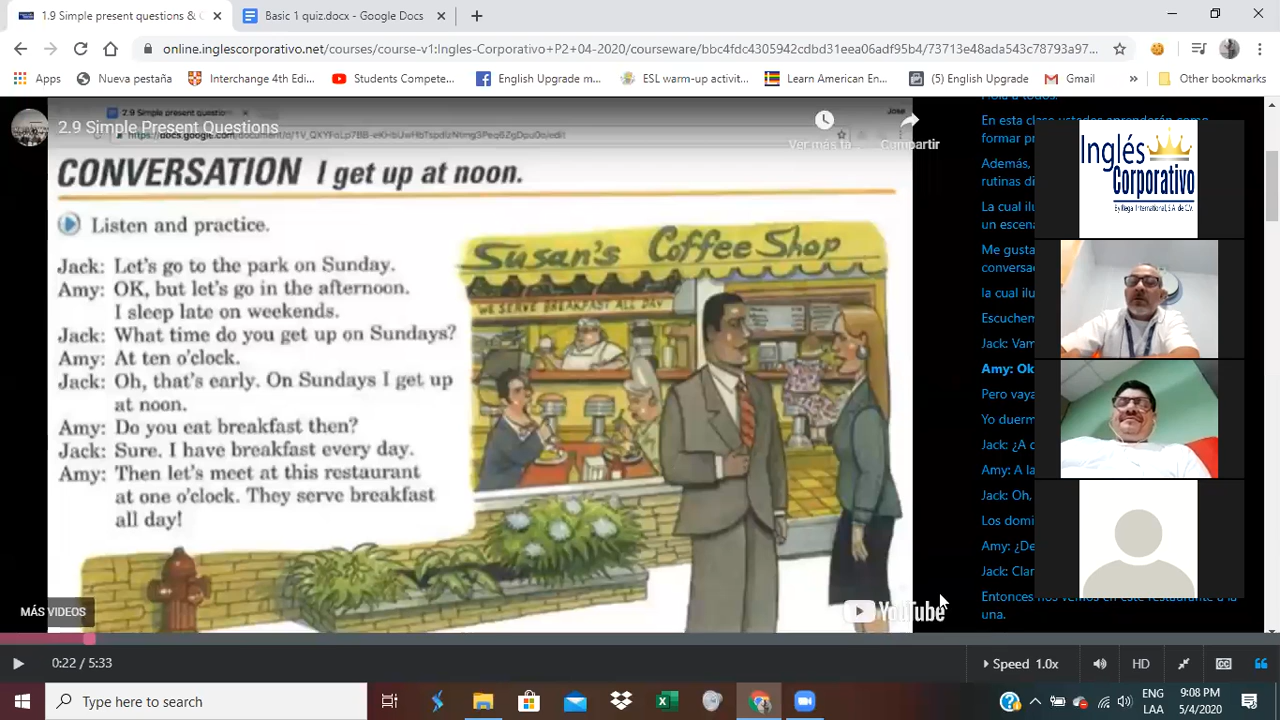 1.9 Simple present questions & C
Basic 1 quiz.docx - Google Docs
online.inglescorporativo.net/courses/course-v1:Ingles-Corporativo+P2+04-2020/courseware/bbc4fdc4305942cdbd31eea06adf95b4/73713e48ada543c78793a97...
Apps
Nueva pestaña
Interchange 4th Edi...
Students Compete...
English Upgrade m...
ESL warm-up activit...
Learn American En...
(5) English Upgrade
Gmail
»
Other bookmarks
2.9 Simple present question
Jose
2.9 Simple Present Questions
Ver más ta...
Compartir
CONVERSATION get up at noon.
Listen and practice.
Jack: Let's go to the park on Sunday.
Amy: OK, but let's go in the afternoon.
I sleep late on weekends.
Jack: What time do you get up on Sundays?
Amy: At ten o'clock.
Jack: Oh, that's early. On Sundays I get up
at noon.
Amy: Do you eat breakfast then?
Jack: Sure. I have breakfast every day.
Amy: Then let's meet at this restaurant
at one o'clock. They serve breakfast
all day!
Susan's Coffee Shop
WE SERVE BREAKFAST ALL DAY
MÁS VIDEOS
YouTube
Hola a todos.
En esta clase ustedes aprenderán como
formar pr
Además,
rutinas di
La cual ilu
un escena
Me gusta
conversac
la cual ilu
Escuchem
Jack: Vam
Amy: Ok
Pero vaya
Yo duerm
Jack: ¿A
Amy: A la
Jack: Oh,
Los domi
Amy: ¿De
Jack: Clar
Entonces nos vemos en este restaurante a la
una.
Inglés
Corporativo
0:22 / 5:33
Speed 1.0x
HD
Type here to search
ENG
LAA
9:08 PM
5/4/2020